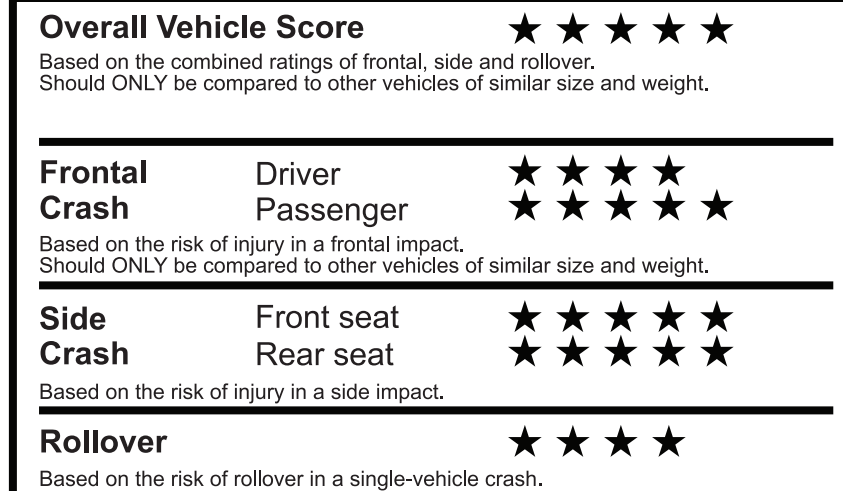 Overall Vehicle Score ★ ★ ★ ★ ★
Based on the combined ratings of frontal, side and rollover.
Should ONLY be compared to other vehicles of similar size and weight.
Frontal Driver ★ ★ ★ ★
Crash Passenger ★ ★ ★ ★ ★
Based on the risk of injury in a frontal impact.
Should ONLY be compared to other vehicles of similar size and weight.
Side Front seat ★ ★ ★ ★ ★
Crash Rear seat ★ ★ ★ ★ ★
Based on the risk of injury in a side impact.
Rollover ★ ★ ★ ★
Based on the risk of rollover in a single-vehicle crash.